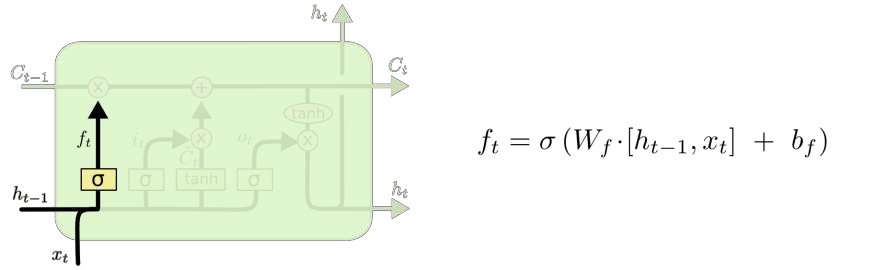 h_t
C_{t-1}
C_t
×
+
tanh
f_t
i_t
×
o_t
×
C̃_t
σ
σ
tanh
σ
h_{t-1}
h_t
x_t
f_t = σ (W_f·[h_{t-1}, x_t] + b_f)